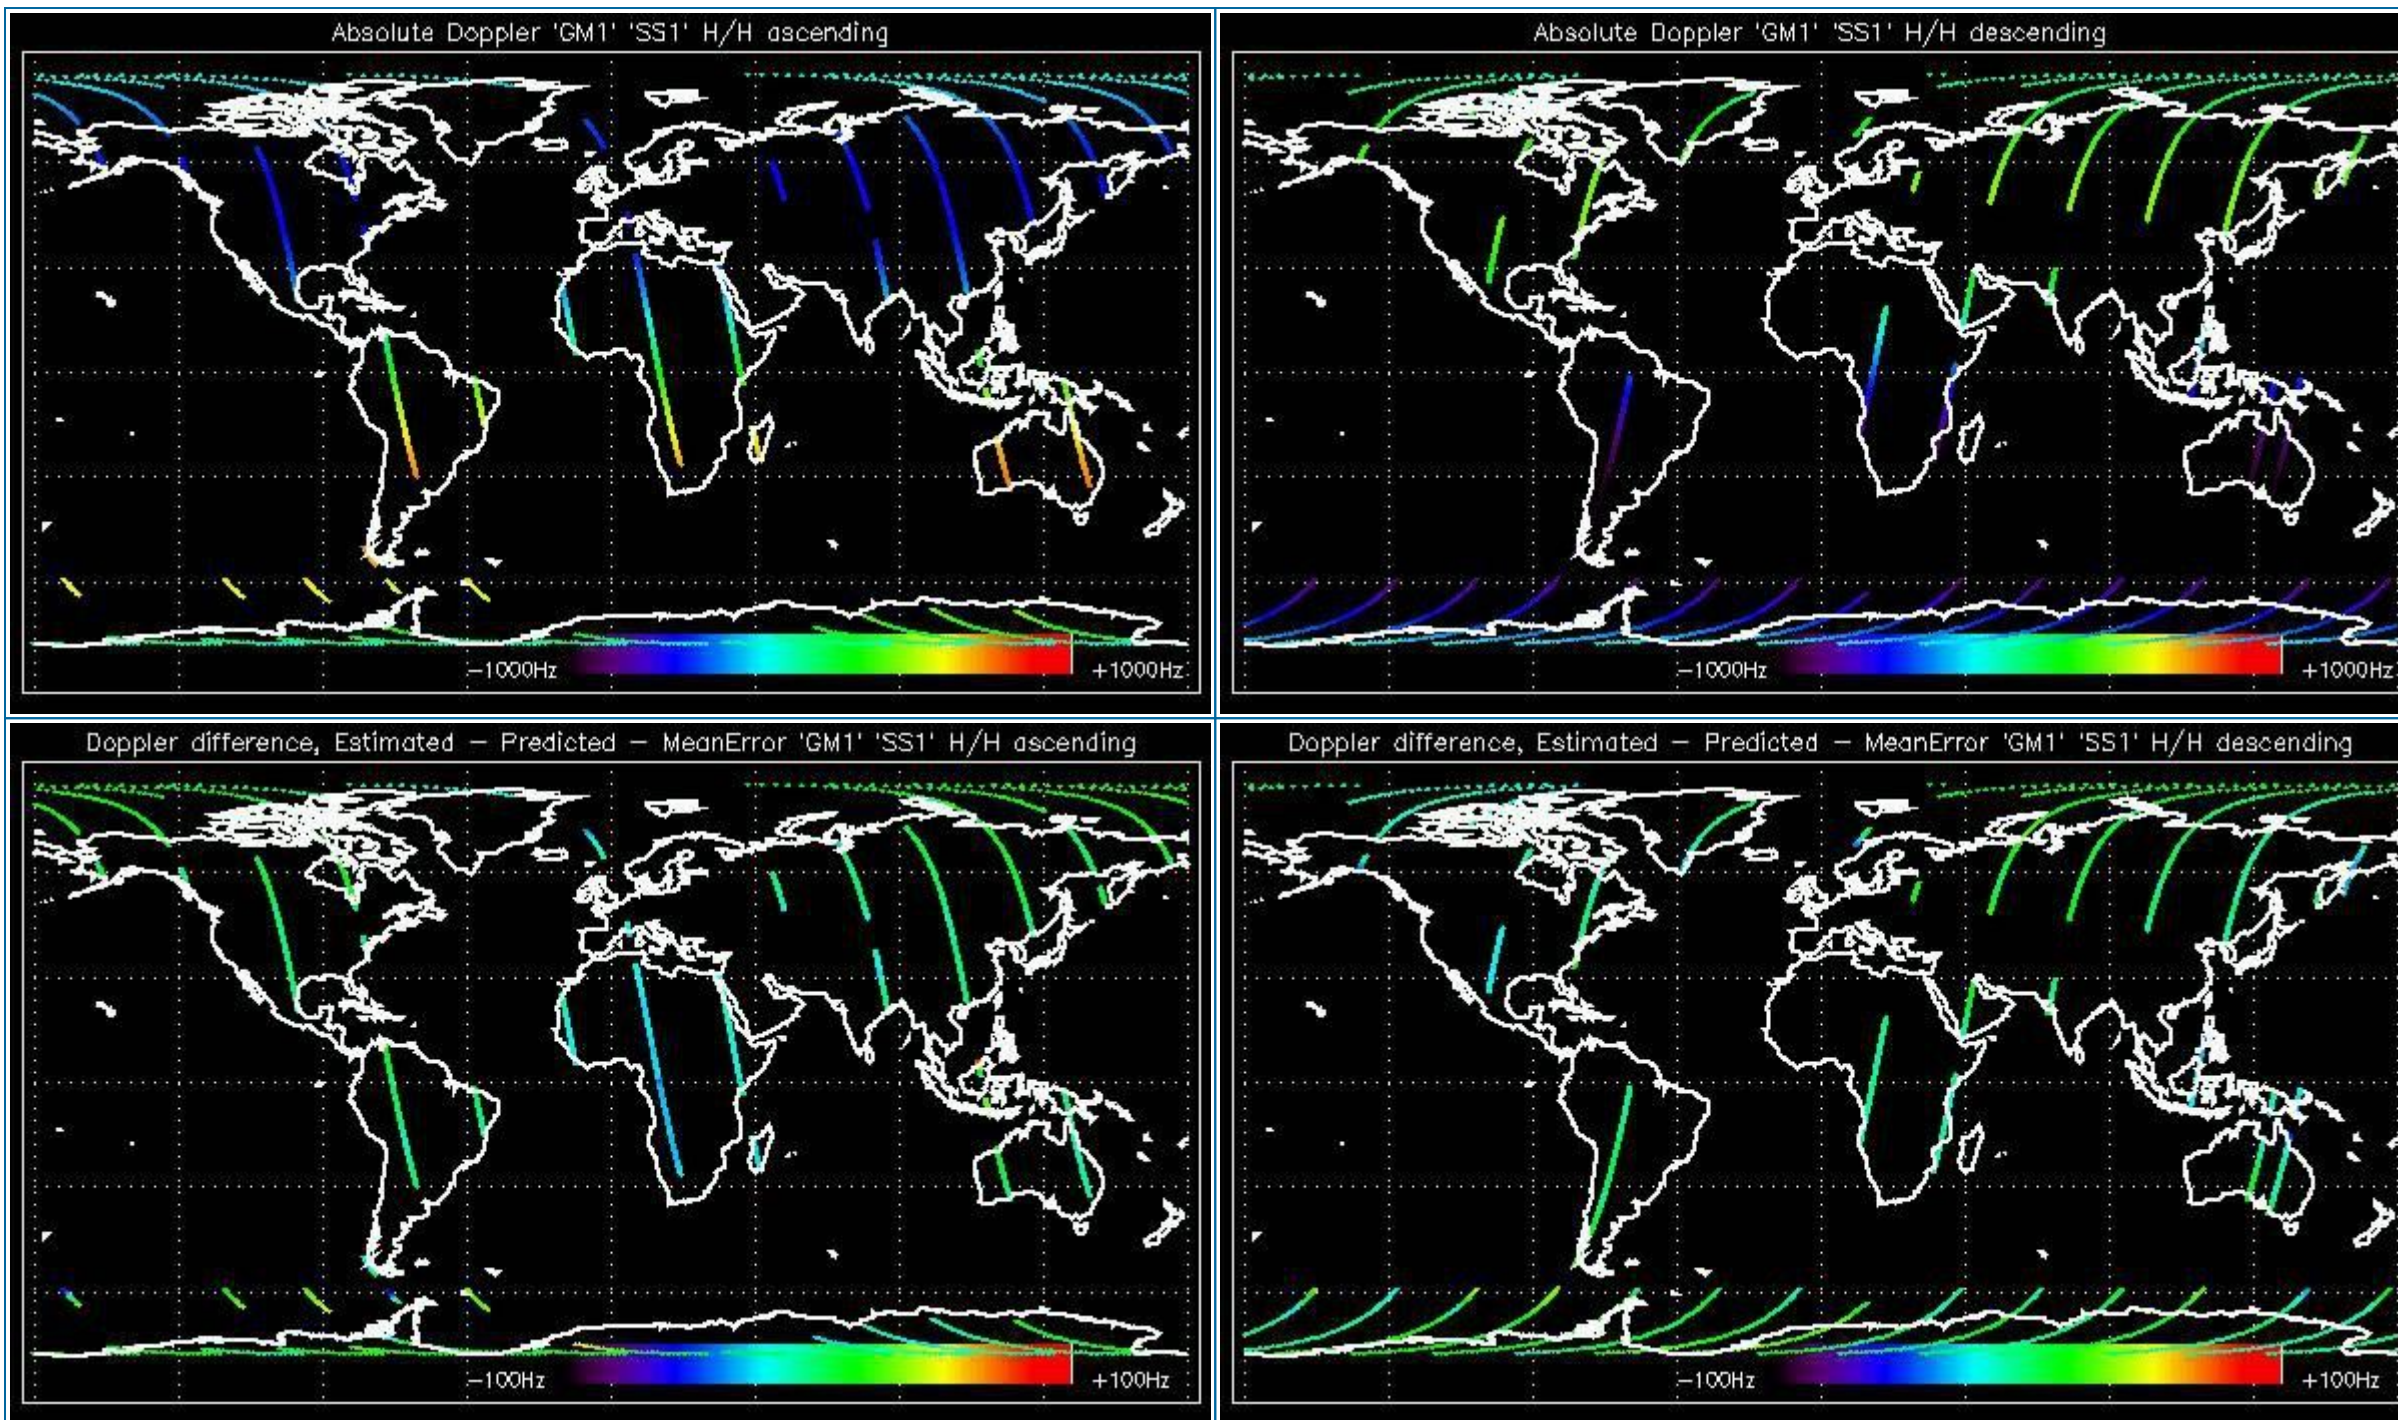 Absolute Doppler 'GM1' 'SS1' H/H ascending
−1000Hz
+1000Hz
Absolute Doppler 'GM1' 'SS1' H/H descending
−1000Hz
+1000Hz
Doppler difference, Estimated − Predicted − MeanError 'GM1' 'SS1' H/H ascending
−100Hz
+100Hz
Doppler difference, Estimated − Predicted − MeanError 'GM1' 'SS1' H/H descending
−100Hz
+100Hz